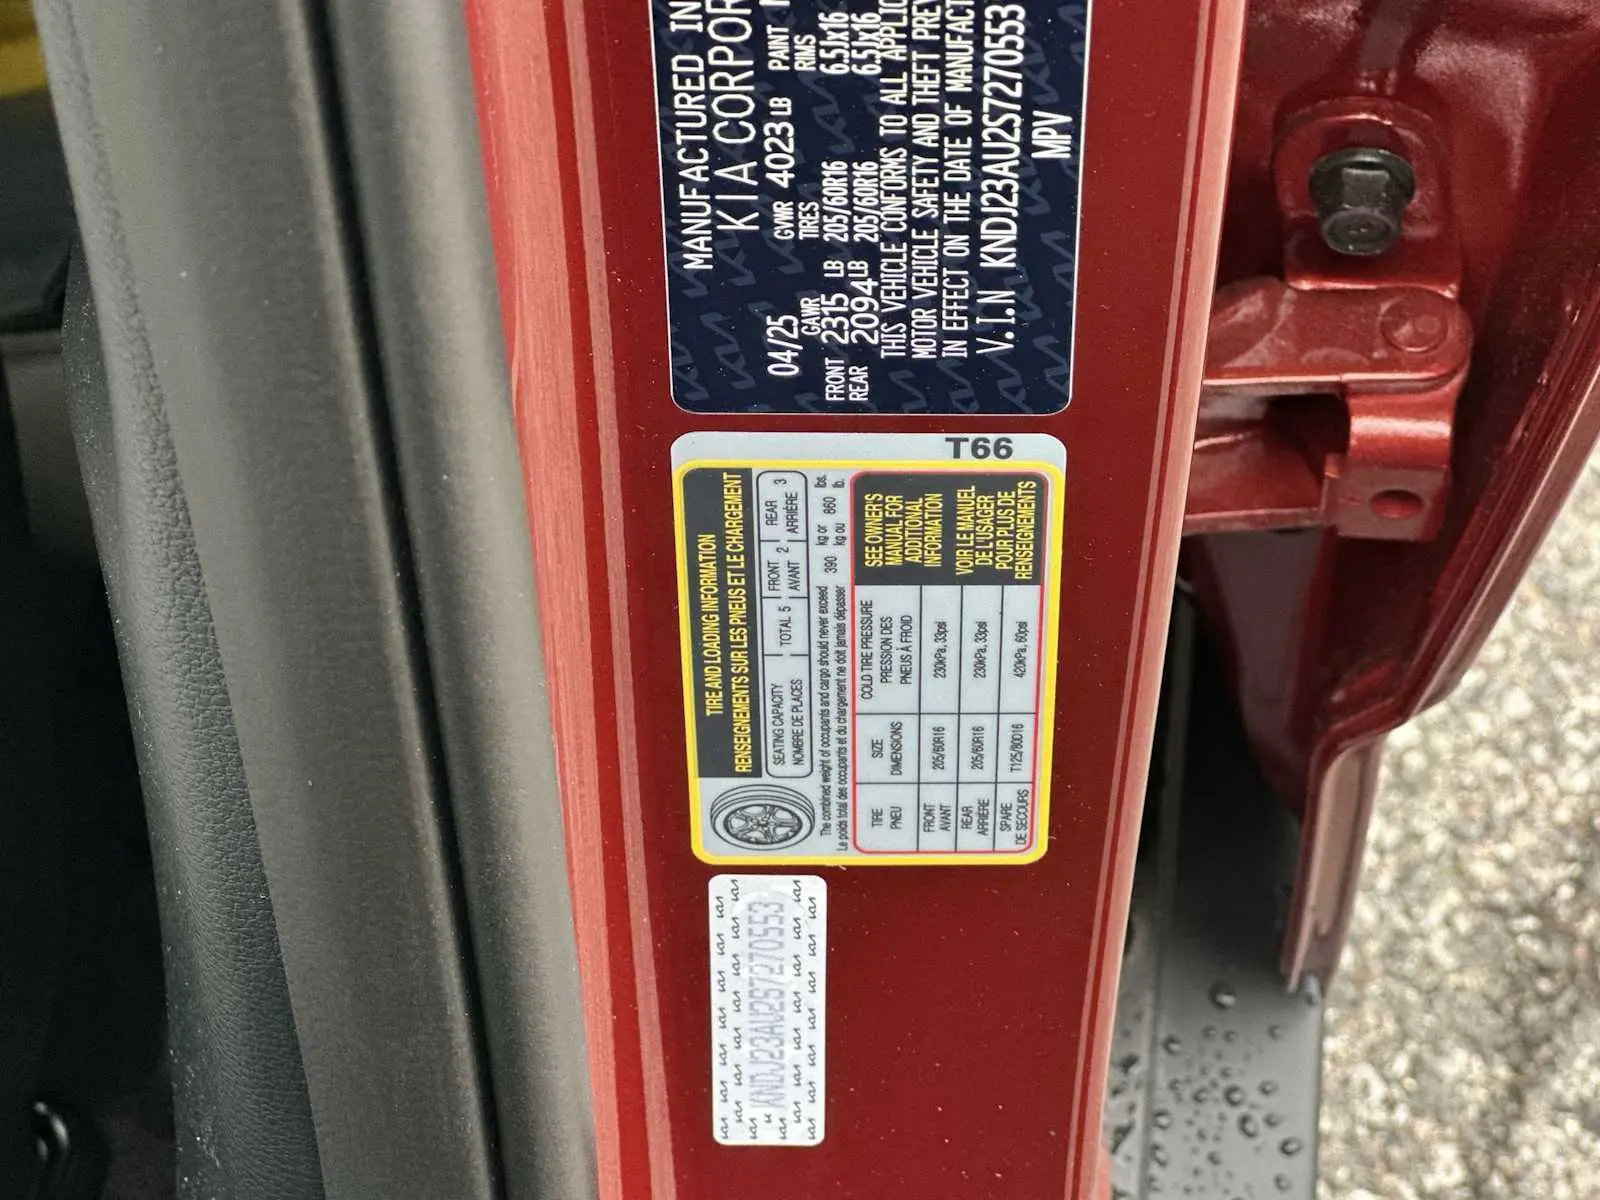 MANUFACTURED IN
KIA CORPOR
04/25 GVWR 4023 LB PAINT
GAWR TIRES RIMS
FRONT 2315 LB 205/60R16 6.5Jx16
REAR 2094 LB 205/60R16 6.5Jx16
THIS VEHICLE CONFORMS TO ALL APPLIC
MOTOR VEHICLE SAFETY AND THEFT PREV
IN EFFECT ON THE DATE OF MANUFACT
V.I.N KNDJ23AU2S7270553
MPV
T66
TIRE AND LOADING INFORMATION
RENSEIGNEMENTS SUR LES PNEUS ET LE CHARGEMENT
SEATING CAPACITY TOTAL 5 FRONT 2 REAR 3
NOMBRE DE PLACES AVANT ARRIÈRE
The combined weight of occupants and cargo should never exceed 390 kg or 860 lbs.
Le poids total des occupants et du chargement ne doit jamais dépasser kg ou lb.
TIRE SIZE COLD TIRE PRESSURE
PNEU DIMENSIONS PRESSION DES
PNEUS À FROID
FRONT 205/60R16 230kPa, 33psi
AVANT
REAR 205/60R16 230kPa, 33psi
ARRIÈRE
SPARE T125/80D16 420kPa, 60psi
DE SECOURS
SEE OWNER'S
MANUAL FOR
ADDITIONAL
INFORMATION
VOIR LE MANUEL
DE L'USAGER
POUR PLUS DE
RENSEIGNEMENTS
KNDJ23AU2S7270553